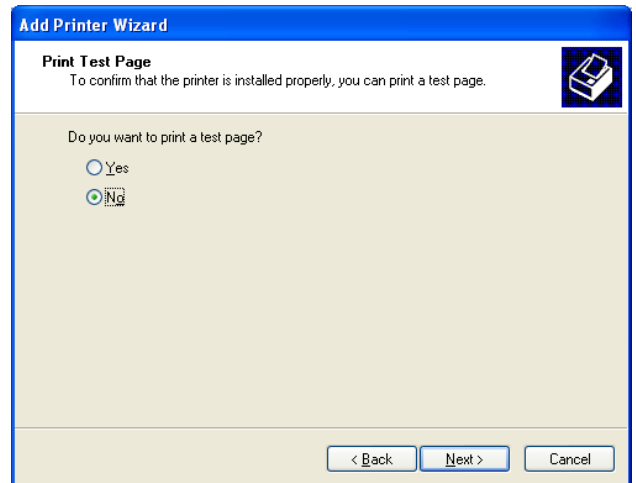 Add Printer Wizard
Print Test Page
To confirm that the printer is installed properly, you can print a test page.
Do you want to print a test page?
Yes
No
< Back
Next >
Cancel